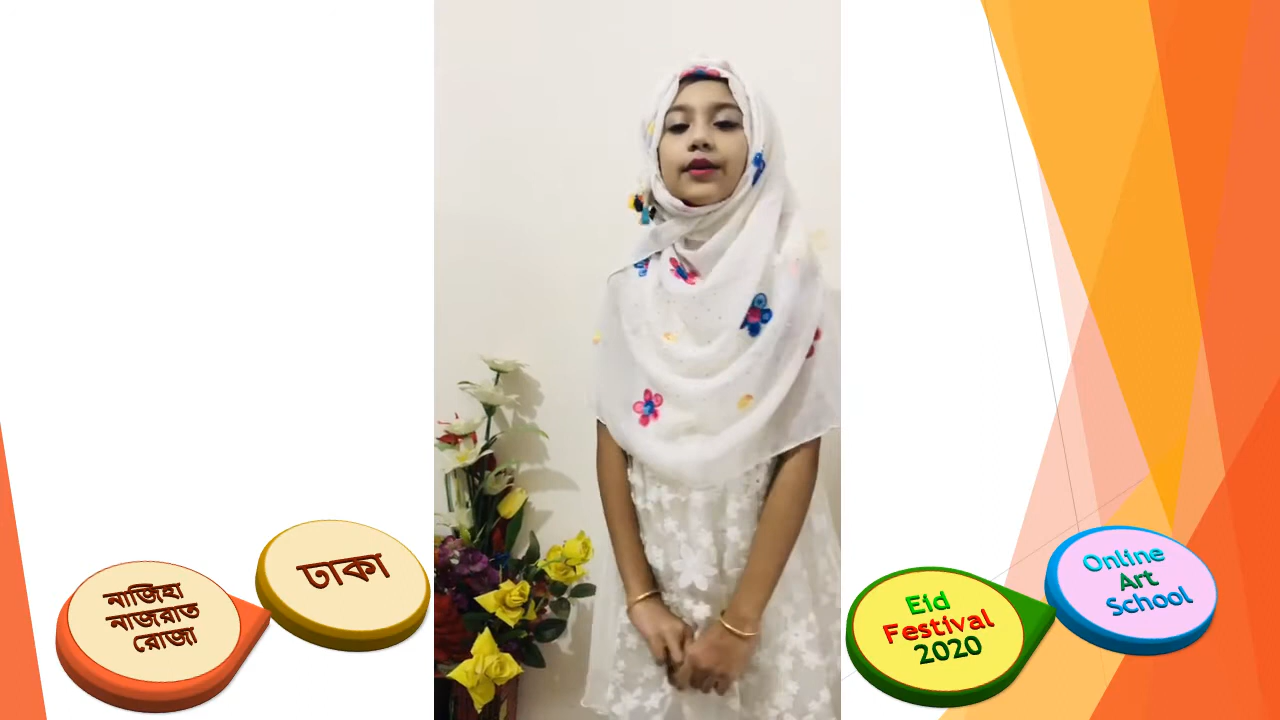 নাজিহা
নাজরাত
রোজা
ঢাকা
Eid
Festival
2020
Online
Art
School